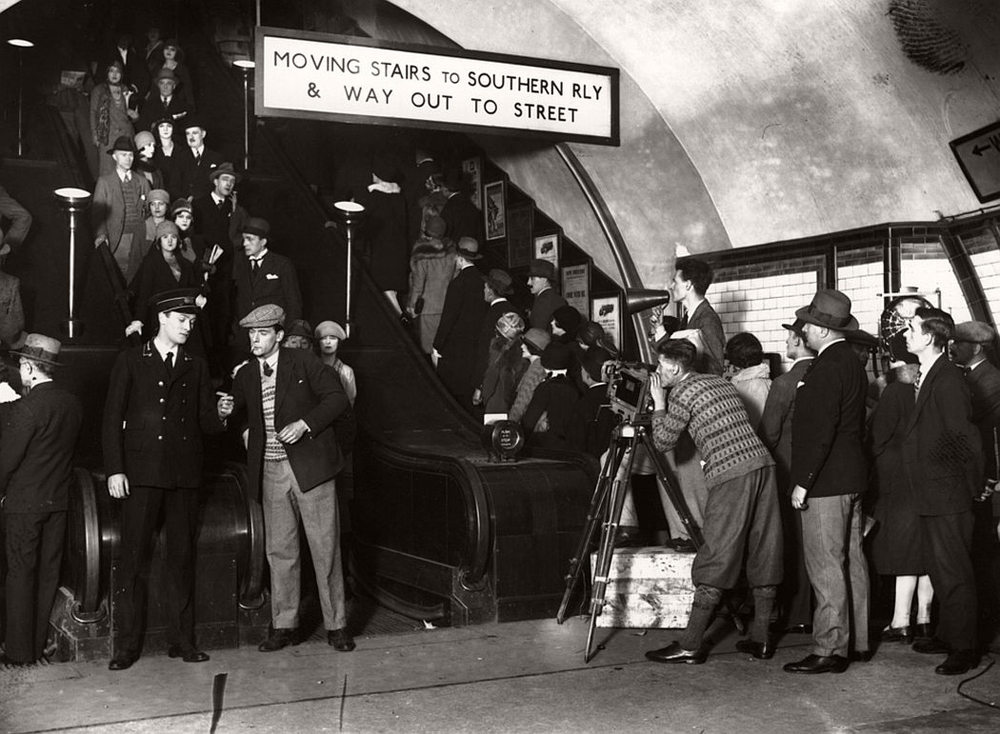 MOVING STAIRS TO SOUTHERN RLY
& WAY OUT TO STREET